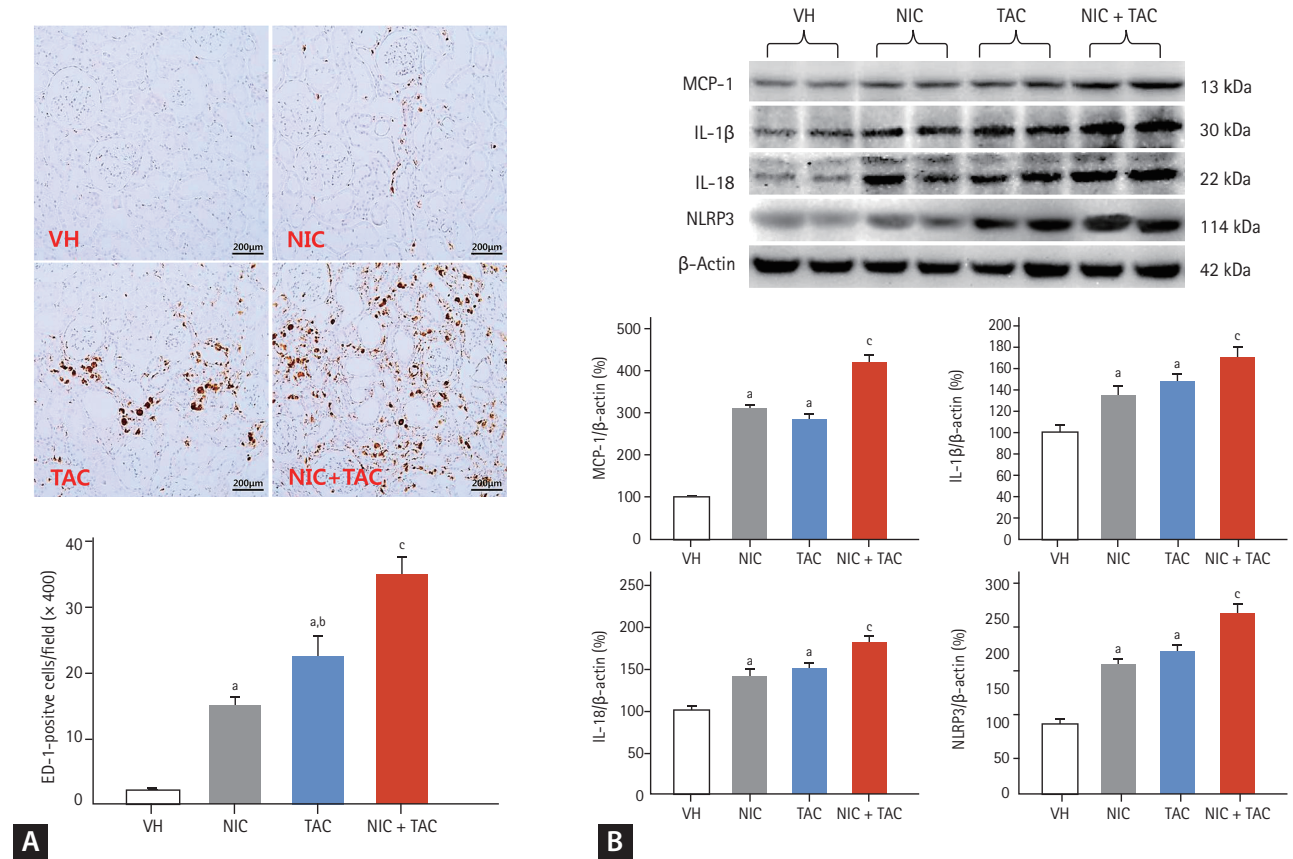 VH
200μm
NIC
200μm
TAC
200μm
NIC+TAC
200μm
ED-1-positve cells/field (× 400)
40
30
20
10
0
a
a,b
c
VH NIC TAC NIC + TAC
A
VH NIC TAC NIC + TAC
MCP-1 13 kDa
IL-1β 30 kDa
IL-18 22 kDa
NLRP3 114 kDa
β-Actin 42 kDa
MCP-1/β-actin (%)
500
400
300
200
100
0
a
a
c
VH NIC TAC NIC + TAC
IL-1β/β-actin (%)
200
180
160
140
120
100
80
60
40
20
0
a
a
c
VH NIC TAC NIC + TAC
IL-18/β-actin (%)
250
200
150
100
50
0
a
a
c
VH NIC TAC NIC + TAC
NLRP3/β-actin (%)
300
250
200
150
100
50
0
a
a
c
VH NIC TAC NIC + TAC
B